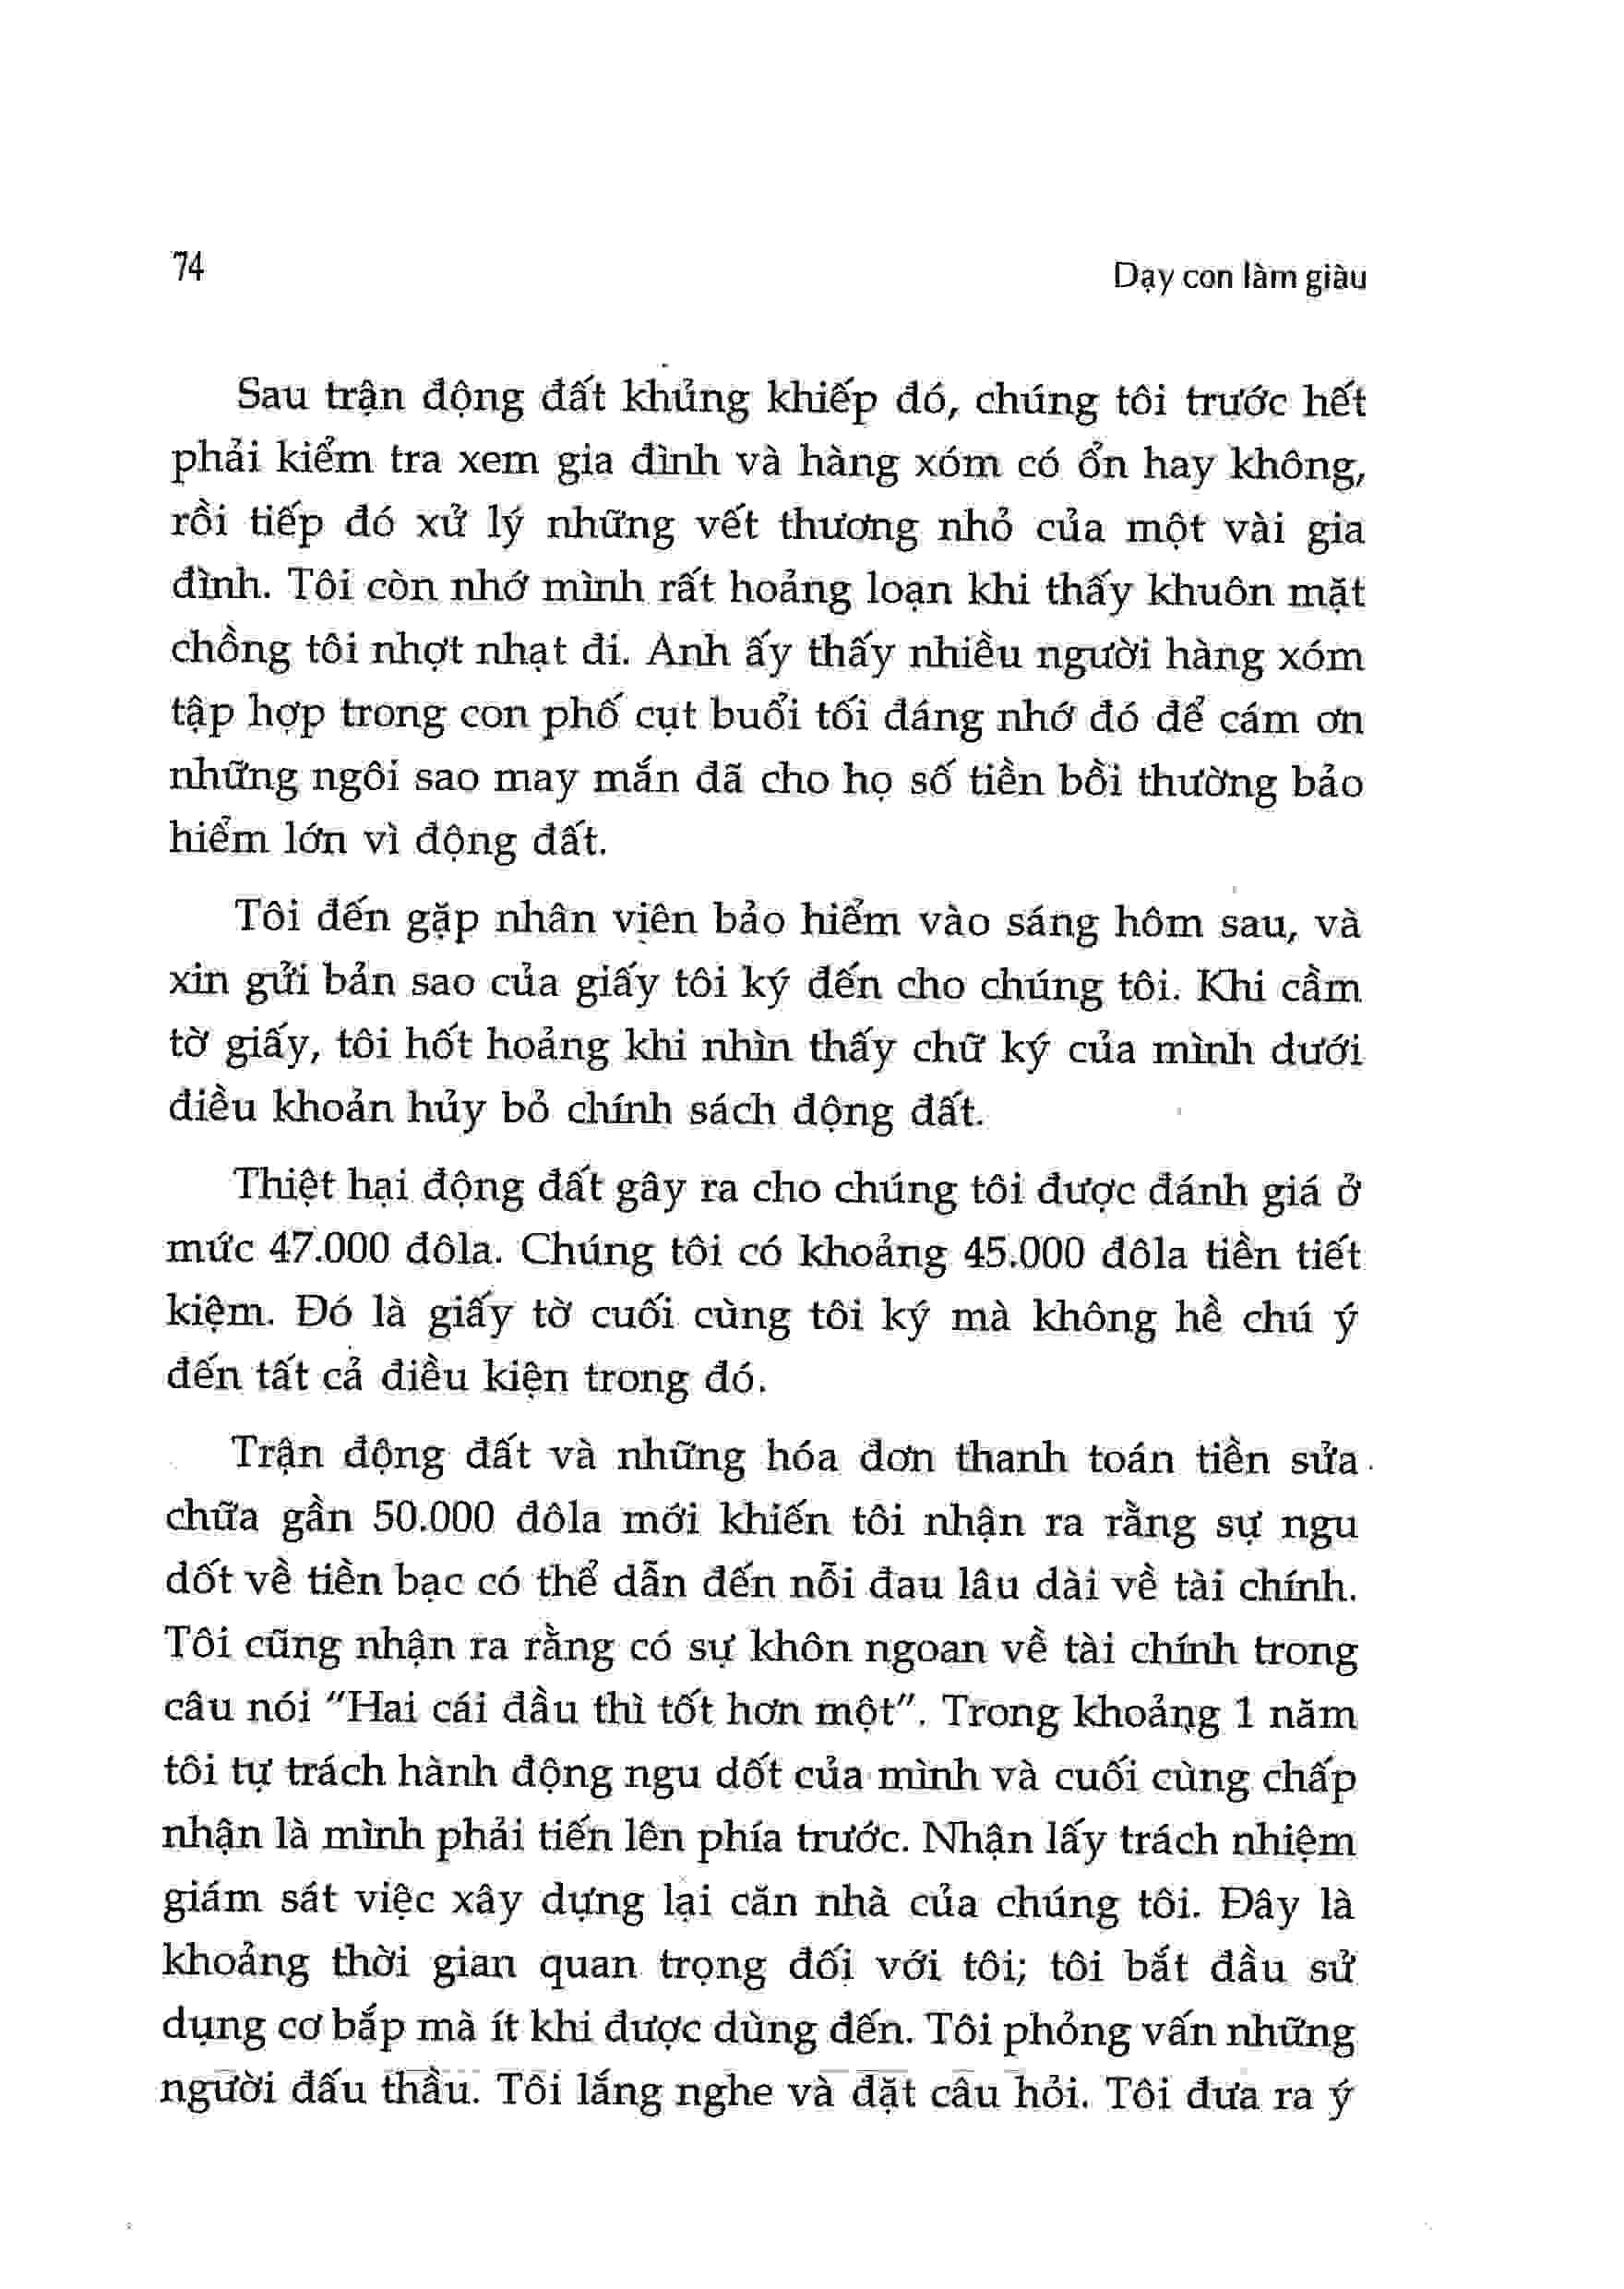 74
Dạy con làm giàu
Sau trận động đất khủng khiếp đó, chúng tôi trước hết
phải kiểm tra xem gia đình và hàng xóm có ổn hay không,
rồi tiếp đó xử lý những vết thương nhỏ của một vài gia
đình. Tôi còn nhớ mình rất hoảng loạn khi thấy khuôn mặt
chồng tôi nhợt nhạt đi. Anh ấy thấy nhiều người hàng xóm
tập hợp trong con phố cụt buổi tối đáng nhớ đó để cám ơn
những ngôi sao may mắn đã cho họ số tiền bồi thường bảo
hiểm lớn vì động đất.
Tôi đến gặp nhân viên bảo hiểm vào sáng hôm sau, và
xin gửi bản sao của giấy tôi ký đến cho chúng tôi. Khi cầm
tờ giấy, tôi hốt hoảng khi nhìn thấy chữ ký của mình dưới
điều khoản hủy bỏ chính sách động đất.
Thiệt hại động đất gây ra cho chúng tôi được đánh giá ở
mức 47.000 đôla. Chúng tôi có khoảng 45.000 đôla tiền tiết
kiệm. Đó là giấy tờ cuối cùng tôi ký mà không hề chú ý
đến tất cả điều kiện trong đó.
Trận động đất và những hóa đơn thanh toán tiền sửa
chữa gần 50.000 đôla mới khiến tôi nhận ra rằng sự ngu
dốt về tiền bạc có thể dẫn đến nỗi đau lâu dài về tài chính.
Tôi cũng nhận ra rằng có sự khôn ngoan về tài chính trong
câu nói "Hai cái đầu thì tốt hơn một". Trong khoảng 1 năm
tôi tự trách hành động ngu dốt của mình và cuối cùng chấp
nhận là mình phải tiến lên phía trước. Nhận lấy trách nhiệm
giám sát việc xây dựng lại căn nhà của chúng tôi. Đây là
khoảng thời gian quan trọng đối với tôi; tôi bắt đầu sử
dụng cơ bắp mà ít khi được dùng đến. Tôi phỏng vấn những
người đấu thầu. Tôi lắng nghe và đặt câu hỏi. Tôi đưa ra ý